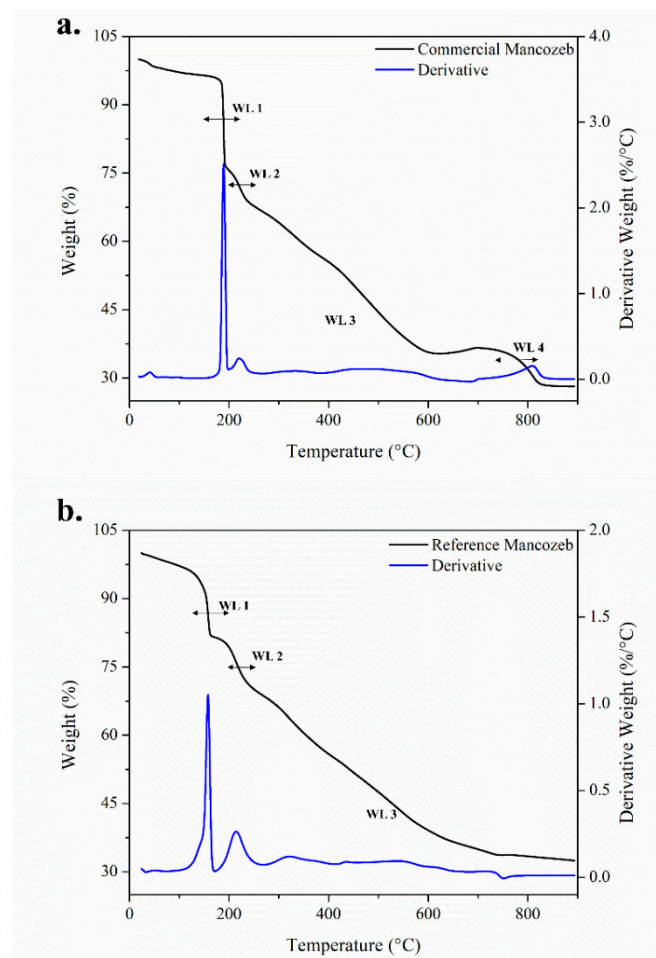 a.
105
90
75
60
45
30
4.0
3.0
2.0
1.0
0.0
Commercial Mancozeb
Derivative
WL 1
WL 2
WL 3
WL 4
Weight (%)
Derivative Weight (%/°C)
0 200 400 600 800
Temperature (°C)
b.
105
90
75
60
45
30
2.0
1.5
1.0
0.5
0.0
Reference Mancozeb
Derivative
WL 1
WL 2
WL 3
Weight (%)
Derivative Weight (%/°C)
0 200 400 600 800
Temperature (°C)